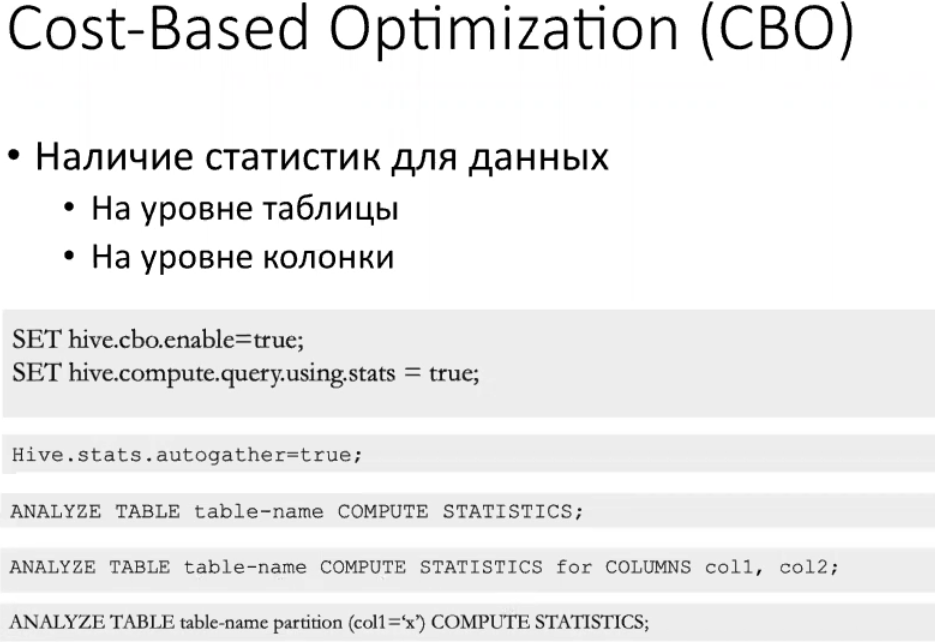 Cost-Based Optimization (CBO)
• Наличие статистик для данных
• На уровне таблицы
• На уровне колонки
SET hive.cbo.enable=true;
SET hive.compute.query.using.stats = true;
Hive.stats.autogather=true;
ANALYZE TABLE table-name COMPUTE STATISTICS;
ANALYZE TABLE table-name COMPUTE STATISTICS for COLUMNS col1, col2;
ANALYZE TABLE table-name partition (col1=‘x’) COMPUTE STATISTICS;